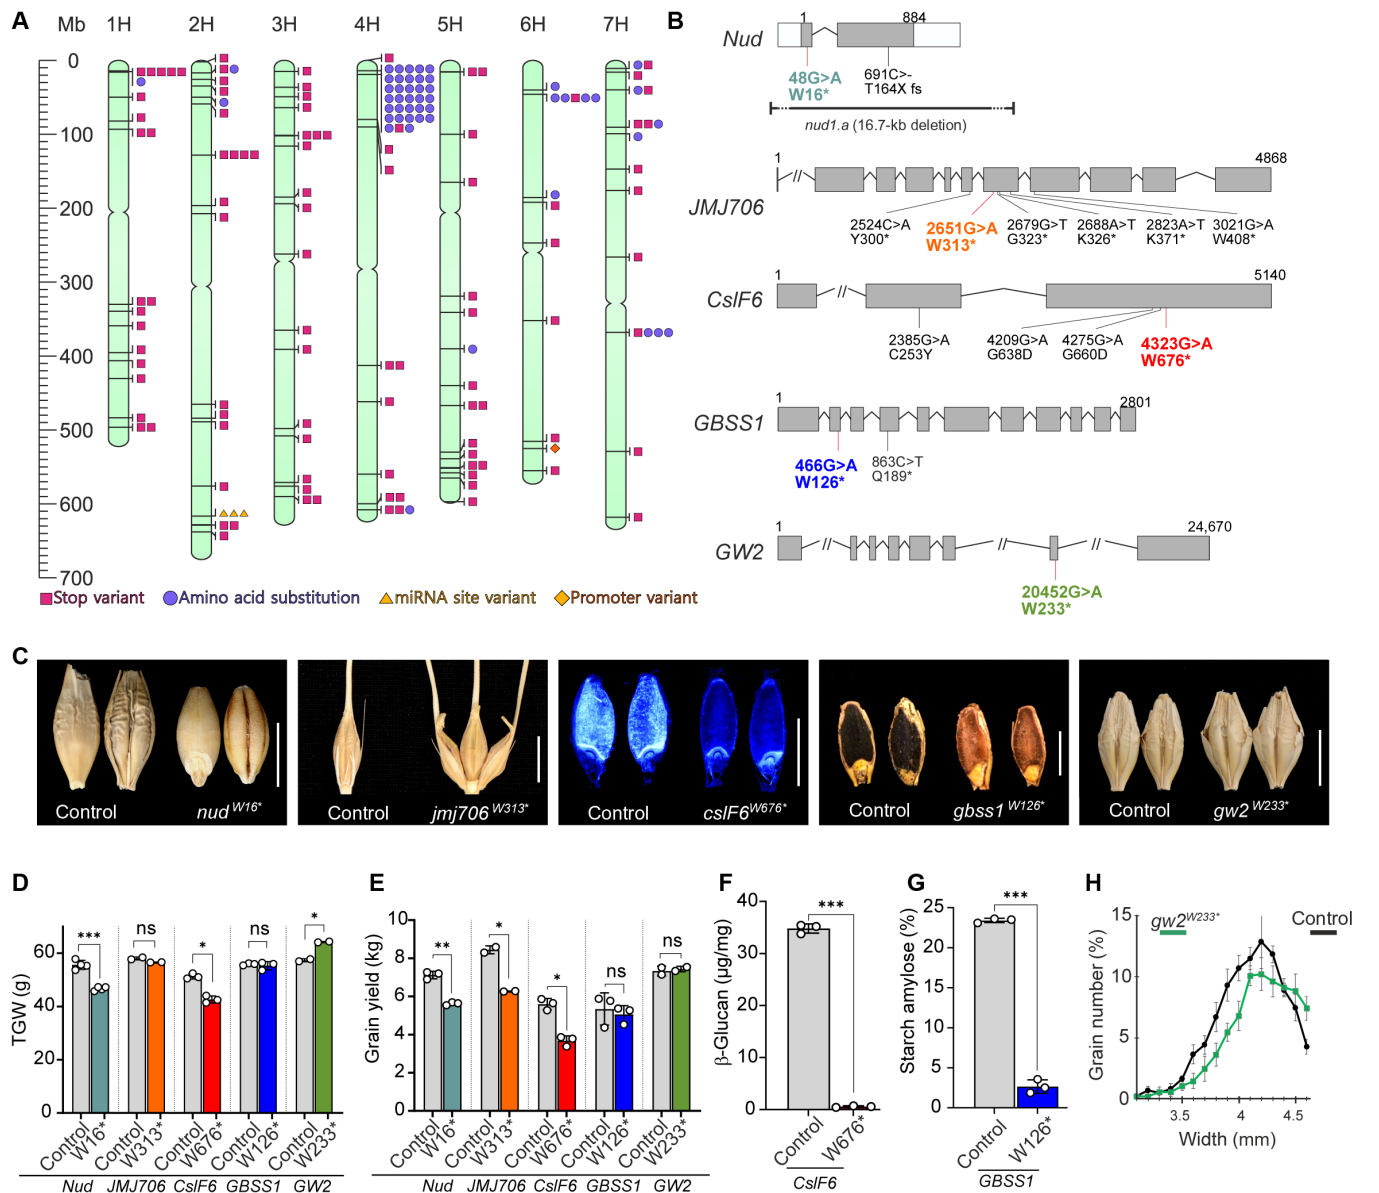 A
Mb 1H 2H 3H 4H 5H 6H 7H
0
100
200
300
400
500
600
700
Stop variant Amino acid substitution miRNA site variant Promoter variant
B
Nud
1 884
48G>A
W16*
691C>-
T164X fs
nud1.a (16.7-kb deletion)
JMJ706
1 4868
2524C>A
Y300*
2651G>A
W313*
2679G>T
G323*
2688A>T
K326*
2823A>T
K371*
3021G>A
W408*
CslF6
1 5140
2385G>A
C253Y
4209G>A
G638D
4275G>A
G660D
4323G>A
W676*
GBSS1
1 2801
466G>A
W126*
863C>T
Q189*
GW2
1 24,670
20452G>A
W233*
C
Control nud W16*
Control jmj706 W313*
Control cslF6 W676*
Control gbss1 W126*
Control gw2 W233*
D
TGW (g)
60
40
20
0
*** ns * ns *
Control W16* Control W313* Control W676* Control W126* Control W233*
Nud JMJ706 CslF6 GBSS1 GW2
E
Grain yield (kg)
10
8
6
4
2
0
** * * ns ns
Control W16* Control W313* Control W676* Control W126* Control W233*
Nud JMJ706 CslF6 GBSS1 GW2
F
β-Glucan (µg/mg)
40
30
20
10
0
***
Control W676*
CslF6
G
Starch amylose (%)
25
20
15
10
5
0
***
Control W126*
GBSS1
H
gw2 W233* Control
Grain number (%)
15
10
5
0
3.5 4 4.5
Width (mm)